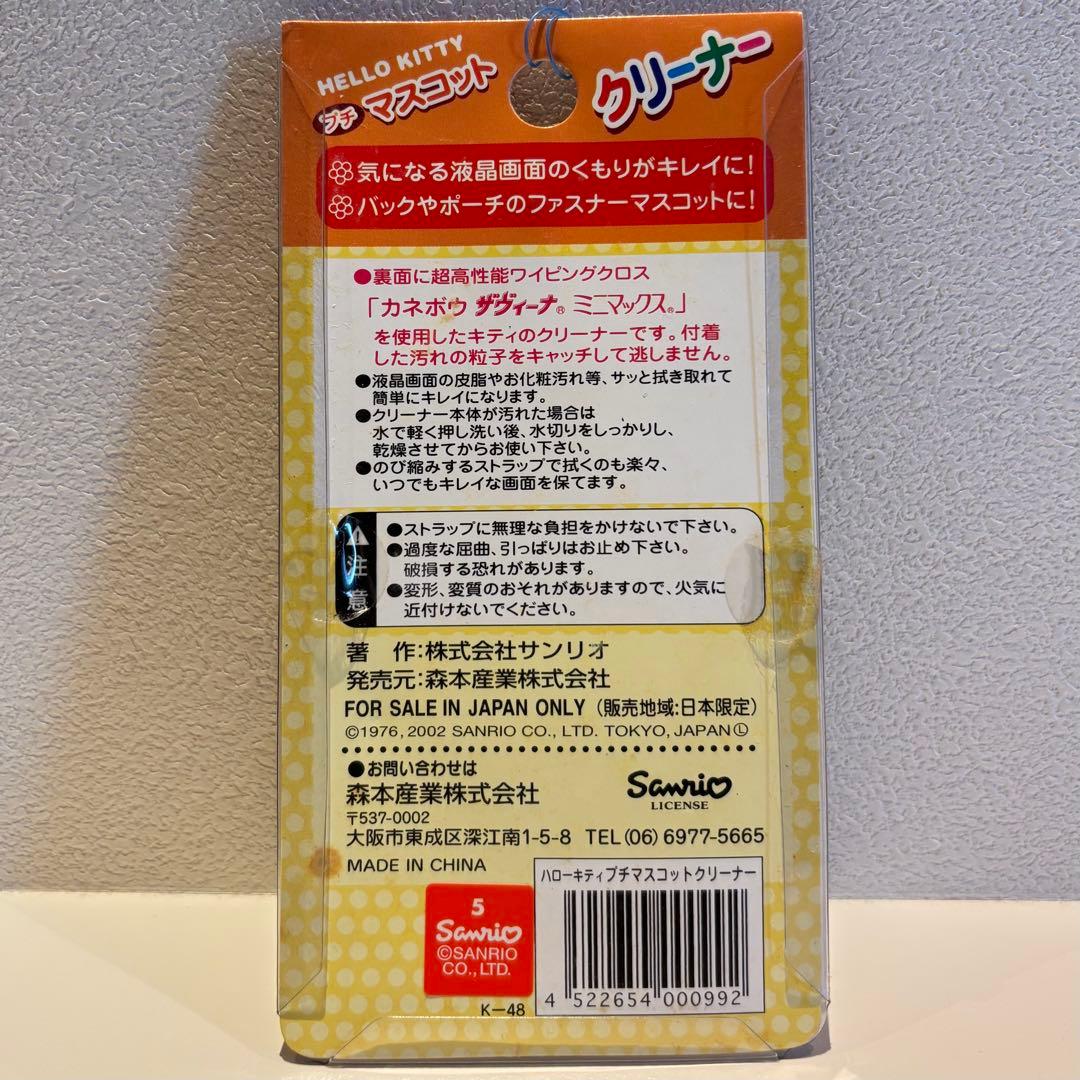 HELLO KITTY
プチ マスコット
クリーナー
気になる液晶画面のくもりがキレイに!
バックやポーチのファスナーマスコットに!
●裏面に超高性能ワイピングクロス
「カネボウ ザヴィーナ® ミニマックス®」
を使用したキティのクリーナーです。付着
した汚れの粒子をキャッチして逃しません。
●液晶画面の皮脂やお化粧汚れ等、サッと拭き取れて
簡単にキレイになります。
●クリーナー本体が汚れた場合は
水で軽く押し洗い後、水切りをしっかりし、
乾燥させてからお使い下さい。
●のび縮みするストラップで拭くのも楽々、
いつでもキレイな画面を保てます。
注意
●ストラップに無理な負担をかけないで下さい。
●過度な屈曲、引っぱりはお止め下さい。
破損する恐れがあります。
●変形、変質のおそれがありますので、火気に
近付けないでください。
著 作:株式会社サンリオ
発売元:森本産業株式会社
FOR SALE IN JAPAN ONLY (販売地域:日本限定)
©1976, 2002 SANRIO CO., LTD. TOKYO, JAPAN Ⓛ
●お問い合わせは
森本産業株式会社
〒537-0002
大阪市東成区深江南1-5-8 TEL(06)6977-5665
MADE IN CHINA
Sanrio
LICENSE
5
Sanrio
©SANRIO
CO., LTD.
K-48
ハローキティプチマスコットクリーナー
4 522654 000992